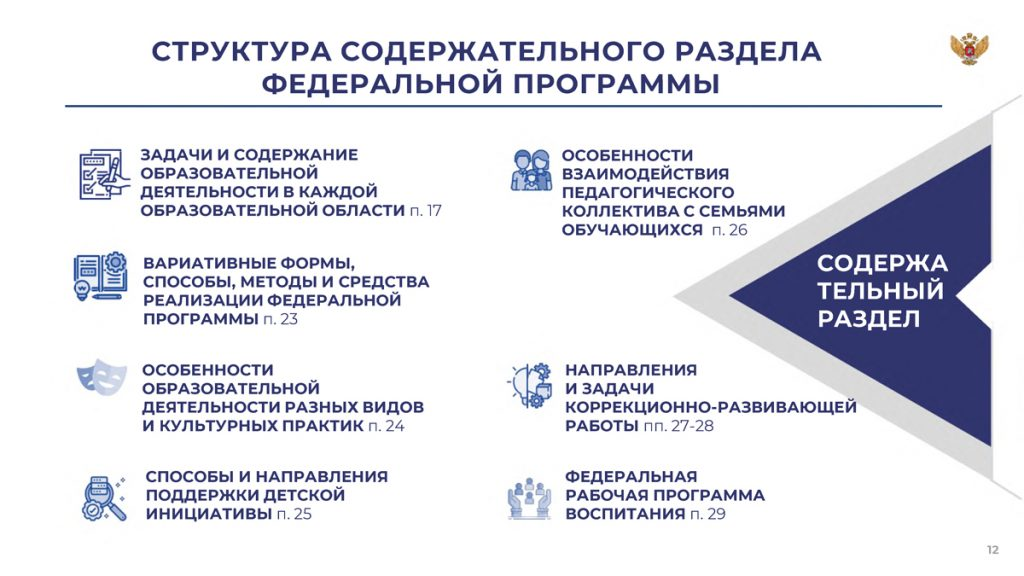 СТРУКТУРА СОДЕРЖАТЕЛЬНОГО РАЗДЕЛА
ФЕДЕРАЛЬНОЙ ПРОГРАММЫ
ЗАДАЧИ И СОДЕРЖАНИЕ
ОБРАЗОВАТЕЛЬНОЙ
ДЕЯТЕЛЬНОСТИ В КАЖДОЙ
ОБРАЗОВАТЕЛЬНОЙ ОБЛАСТИ п. 17
ВАРИАТИВНЫЕ ФОРМЫ,
СПОСОБЫ, МЕТОДЫ И СРЕДСТВА
РЕАЛИЗАЦИИ ФЕДЕРАЛЬНОЙ
ПРОГРАММЫ п. 23
ОСОБЕННОСТИ
ОБРАЗОВАТЕЛЬНОЙ
ДЕЯТЕЛЬНОСТИ РАЗНЫХ ВИДОВ
И КУЛЬТУРНЫХ ПРАКТИК п. 24
СПОСОБЫ И НАПРАВЛЕНИЯ
ПОДДЕРЖКИ ДЕТСКОЙ
ИНИЦИАТИВЫ п. 25
ОСОБЕННОСТИ
ВЗАИМОДЕЙСТВИЯ
ПЕДАГОГИЧЕСКОГО
КОЛЛЕКТИВА С СЕМЬЯМИ
ОБУЧАЮЩИХСЯ п. 26
НАПРАВЛЕНИЯ
И ЗАДАЧИ
КОРРЕКЦИОННО-РАЗВИВАЮЩЕЙ
РАБОТЫ пп. 27-28
ФЕДЕРАЛЬНАЯ
РАБОЧАЯ ПРОГРАММА
ВОСПИТАНИЯ п. 29
СОДЕРЖА
ТЕЛЬНЫЙ
РАЗДЕЛ
12